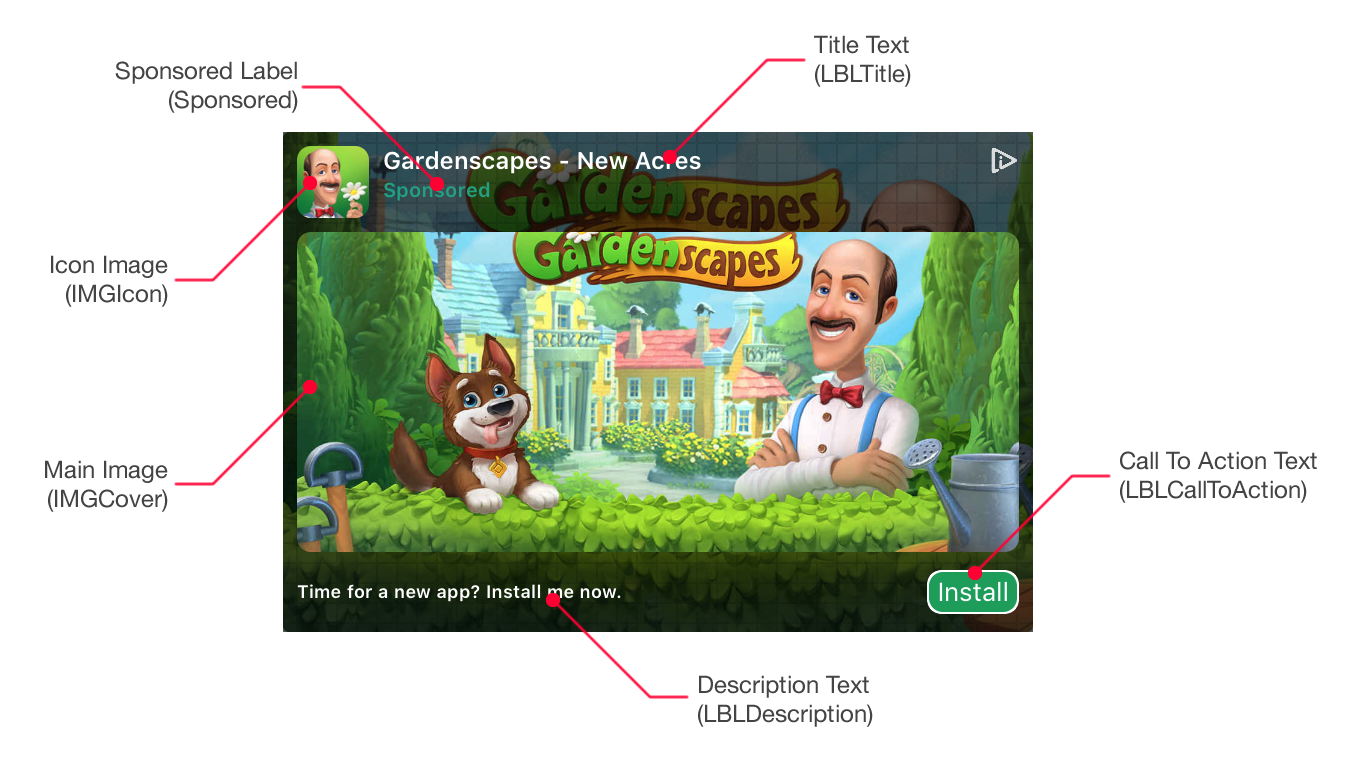 Title Text
(LBLTitle)
Sponsored Label
(Sponsored)
Gardenscapes - New Acres
Sponsored
Gardenscapes
Gardenscapes
Icon Image
(IMGIcon)
Main Image
(IMGCover)
Call To Action Text
(LBLCallToAction)
Time for a new app? Install me now.
Install
Description Text
(LBLDescription)